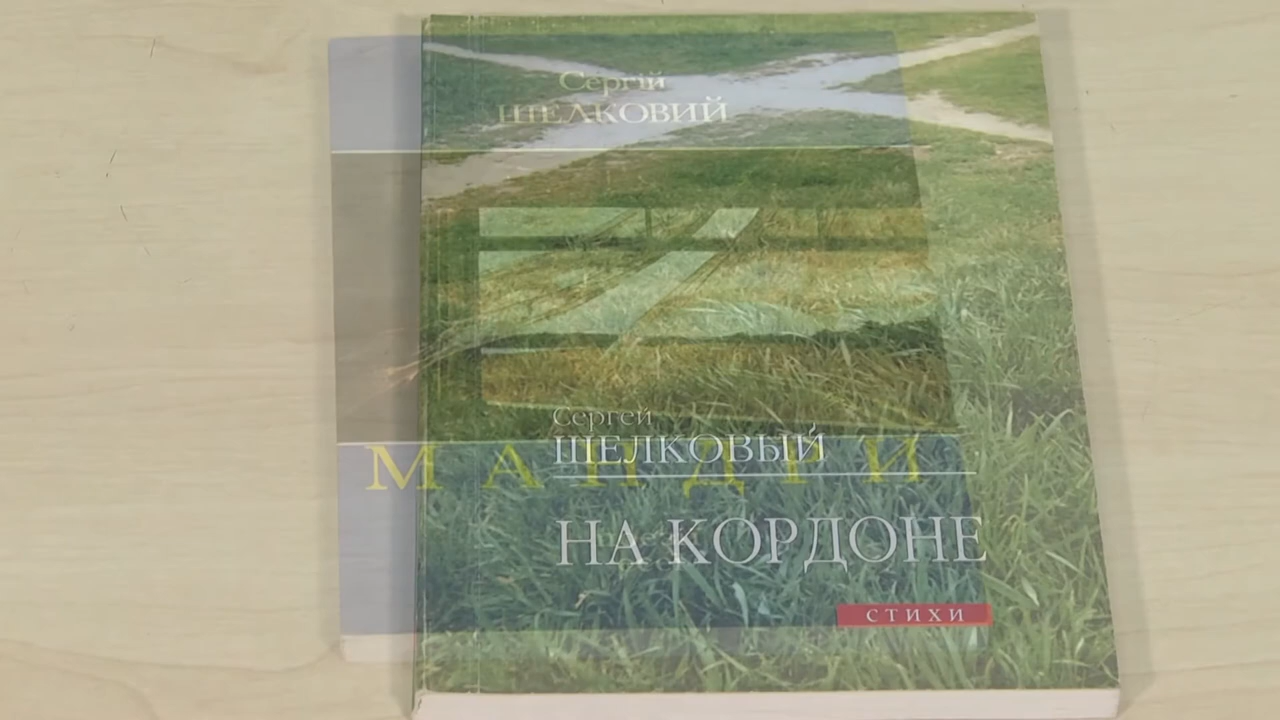 Сергій
ШЕЛКОВИЙ
Сергей
ШЕЛКОВЫЙ
МАНДРИ
НА КОРДОНЕ
СТИХИ